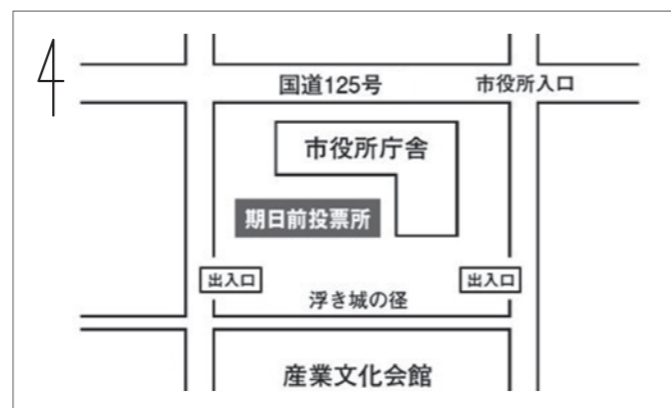 国道125号
市役所入口
市役所庁舎
期日前投票所
出入口
出入口
浮き城の径
産業文化会館